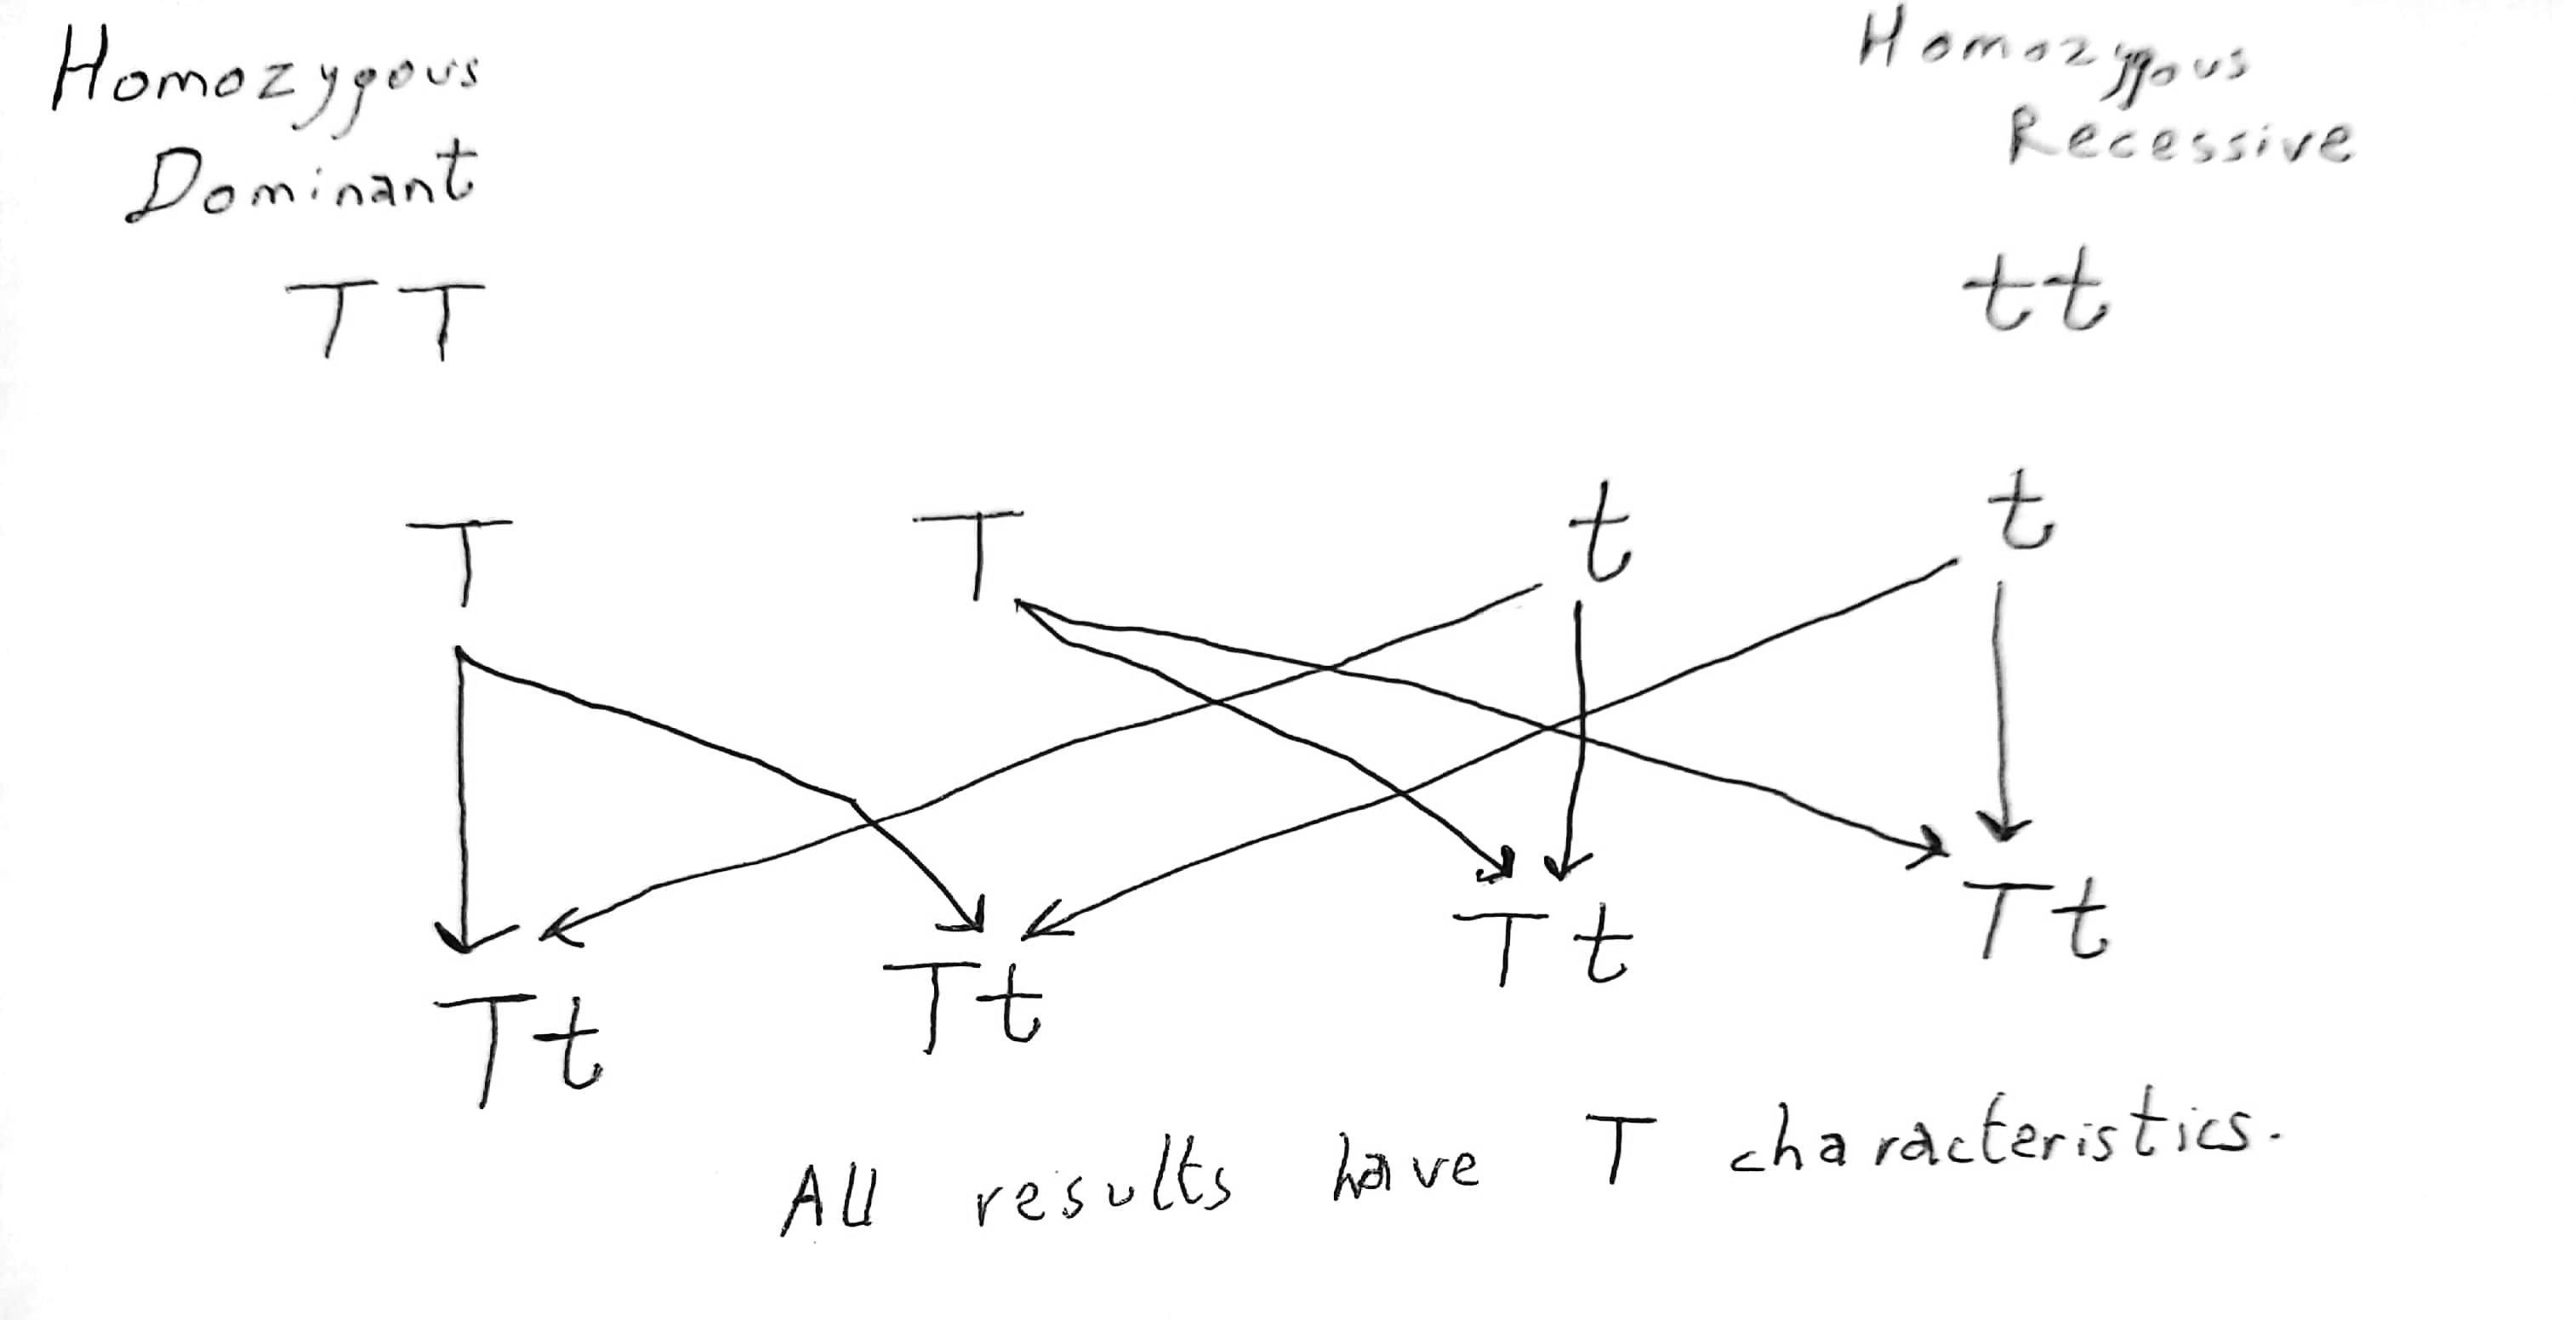 Homozygous
Dominant
TT
Homozygous
Recessive
tt
T T t t
Tt Tt Tt Tt
All results have T characteristics.